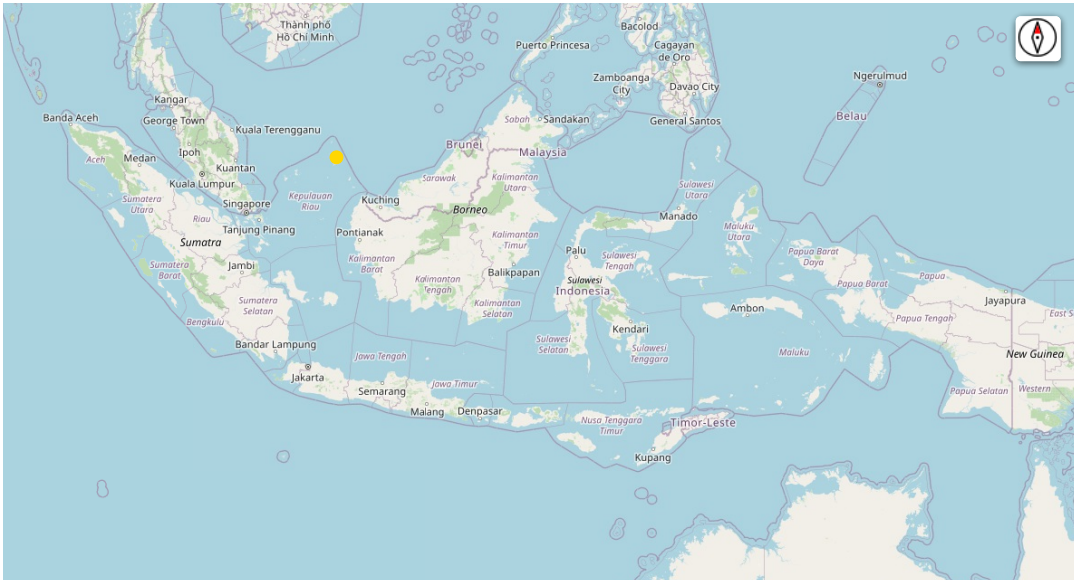 Thành phố
Hồ Chí Minh
Bacolod
Puerto Princesa
Cagayan
de Oro
Zamboanga
City
Davao City
Ngerulmud
Kangar
Banda Aceh
George Town
Kuala Terengganu
Sabah
Sandakan
General Santos
Belau
Ipoh
Aceh
Medan
Kuantan
Brunei
Malaysia
Kuala Lumpur
Sarawak
Kalimantan
Utara
Sumatera
Utara
Kepulauan
Riau
Kuching
Sulawesi
Utara
Singapore
Riau
Borneo
Manado
Tanjung Pinang
Pontianak
Maluku
Utara
Sumatra
Kalimantan
Timur
Palu
Sulawesi
Tengah
Papua Barat
Daya
Sumatera
Barat
Jambi
Kalimantan
Barat
Balikpapan
Sulawesi
Indonesia
Kalimantan
Tengah
Papua
Papua Barat
Jayapura
Sumatera
Selatan
Kalimantan
Selatan
Ambon
Papua Tengah
East S
Bengkulu
Kendari
Bandar Lampung
Sulawesi
Selatan
Sulawesi
Tenggara
Maluku
New Guinea
Jawa Tengah
Jakarta
Semarang
Jawa Timur
Papua Selatan
Western
Malang
Denpasar
Nusa Tenggara
Timur
Timor-Leste
Kupang